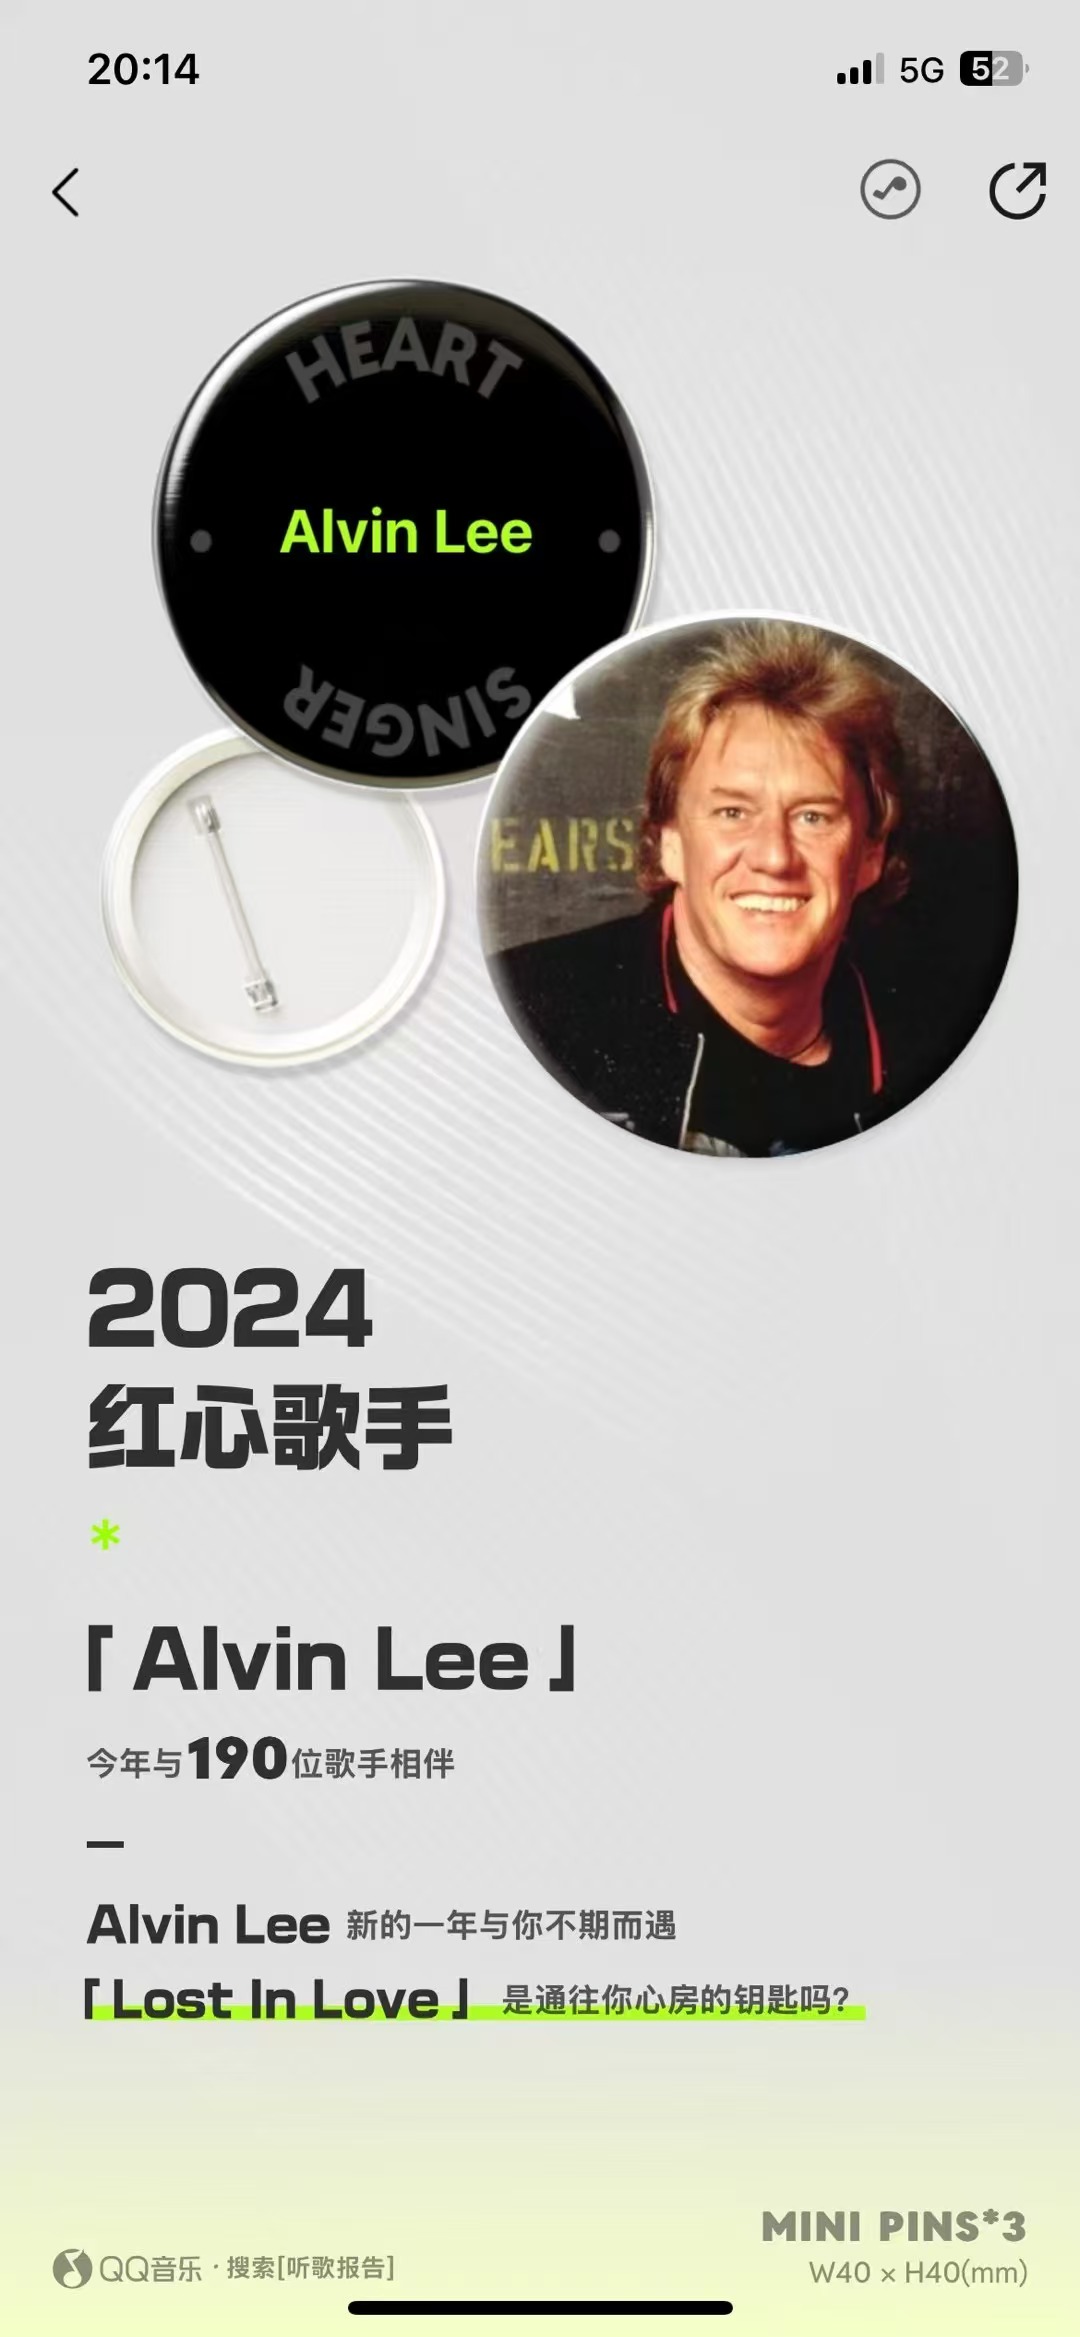 20:14
5G 52
HEART
Alvin Lee
SINGER
EARS
2024
红心歌手
*
「Alvin Lee」
今年与190位歌手相伴
—
Alvin Lee 新的一年与你不期而遇
「Lost In Love」 是通往你心房的钥匙吗?
MINI PINS*3
QQ音乐 · 搜索[听歌报告]
W40 × H40(mm)